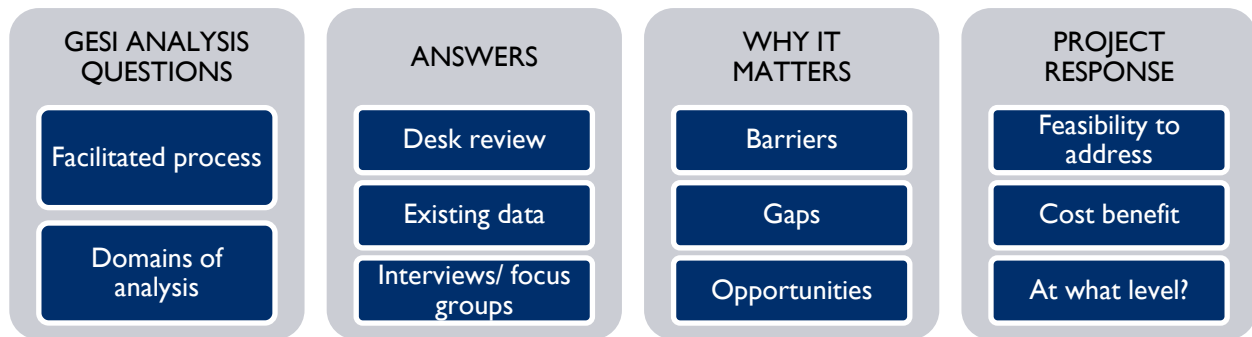 GESI ANALYSIS
QUESTIONS
Facilitated process
Domains of
analysis
ANSWERS
Desk review
Existing data
Interviews/ focus
groups
WHY IT
MATTERS
Barriers
Gaps
Opportunities
PROJECT
RESPONSE
Feasibility to
address
Cost benefit
At what level?